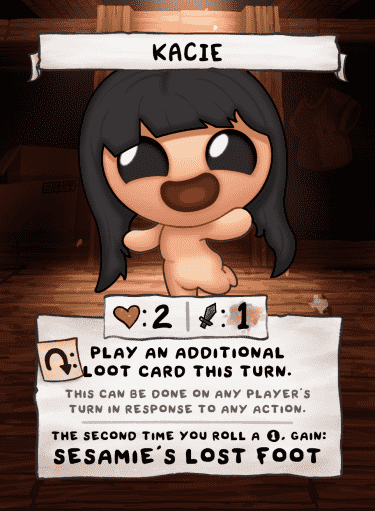 KACIE
:2 :1
PLAY AN ADDITIONAL
LOOT CARD THIS TURN.
THIS CAN BE DONE ON ANY PLAYER'S
TURN IN RESPONSE TO ANY ACTION.
THE SECOND TIME YOU ROLL A 1, GAIN:
SESAMIE'S LOST FOOT